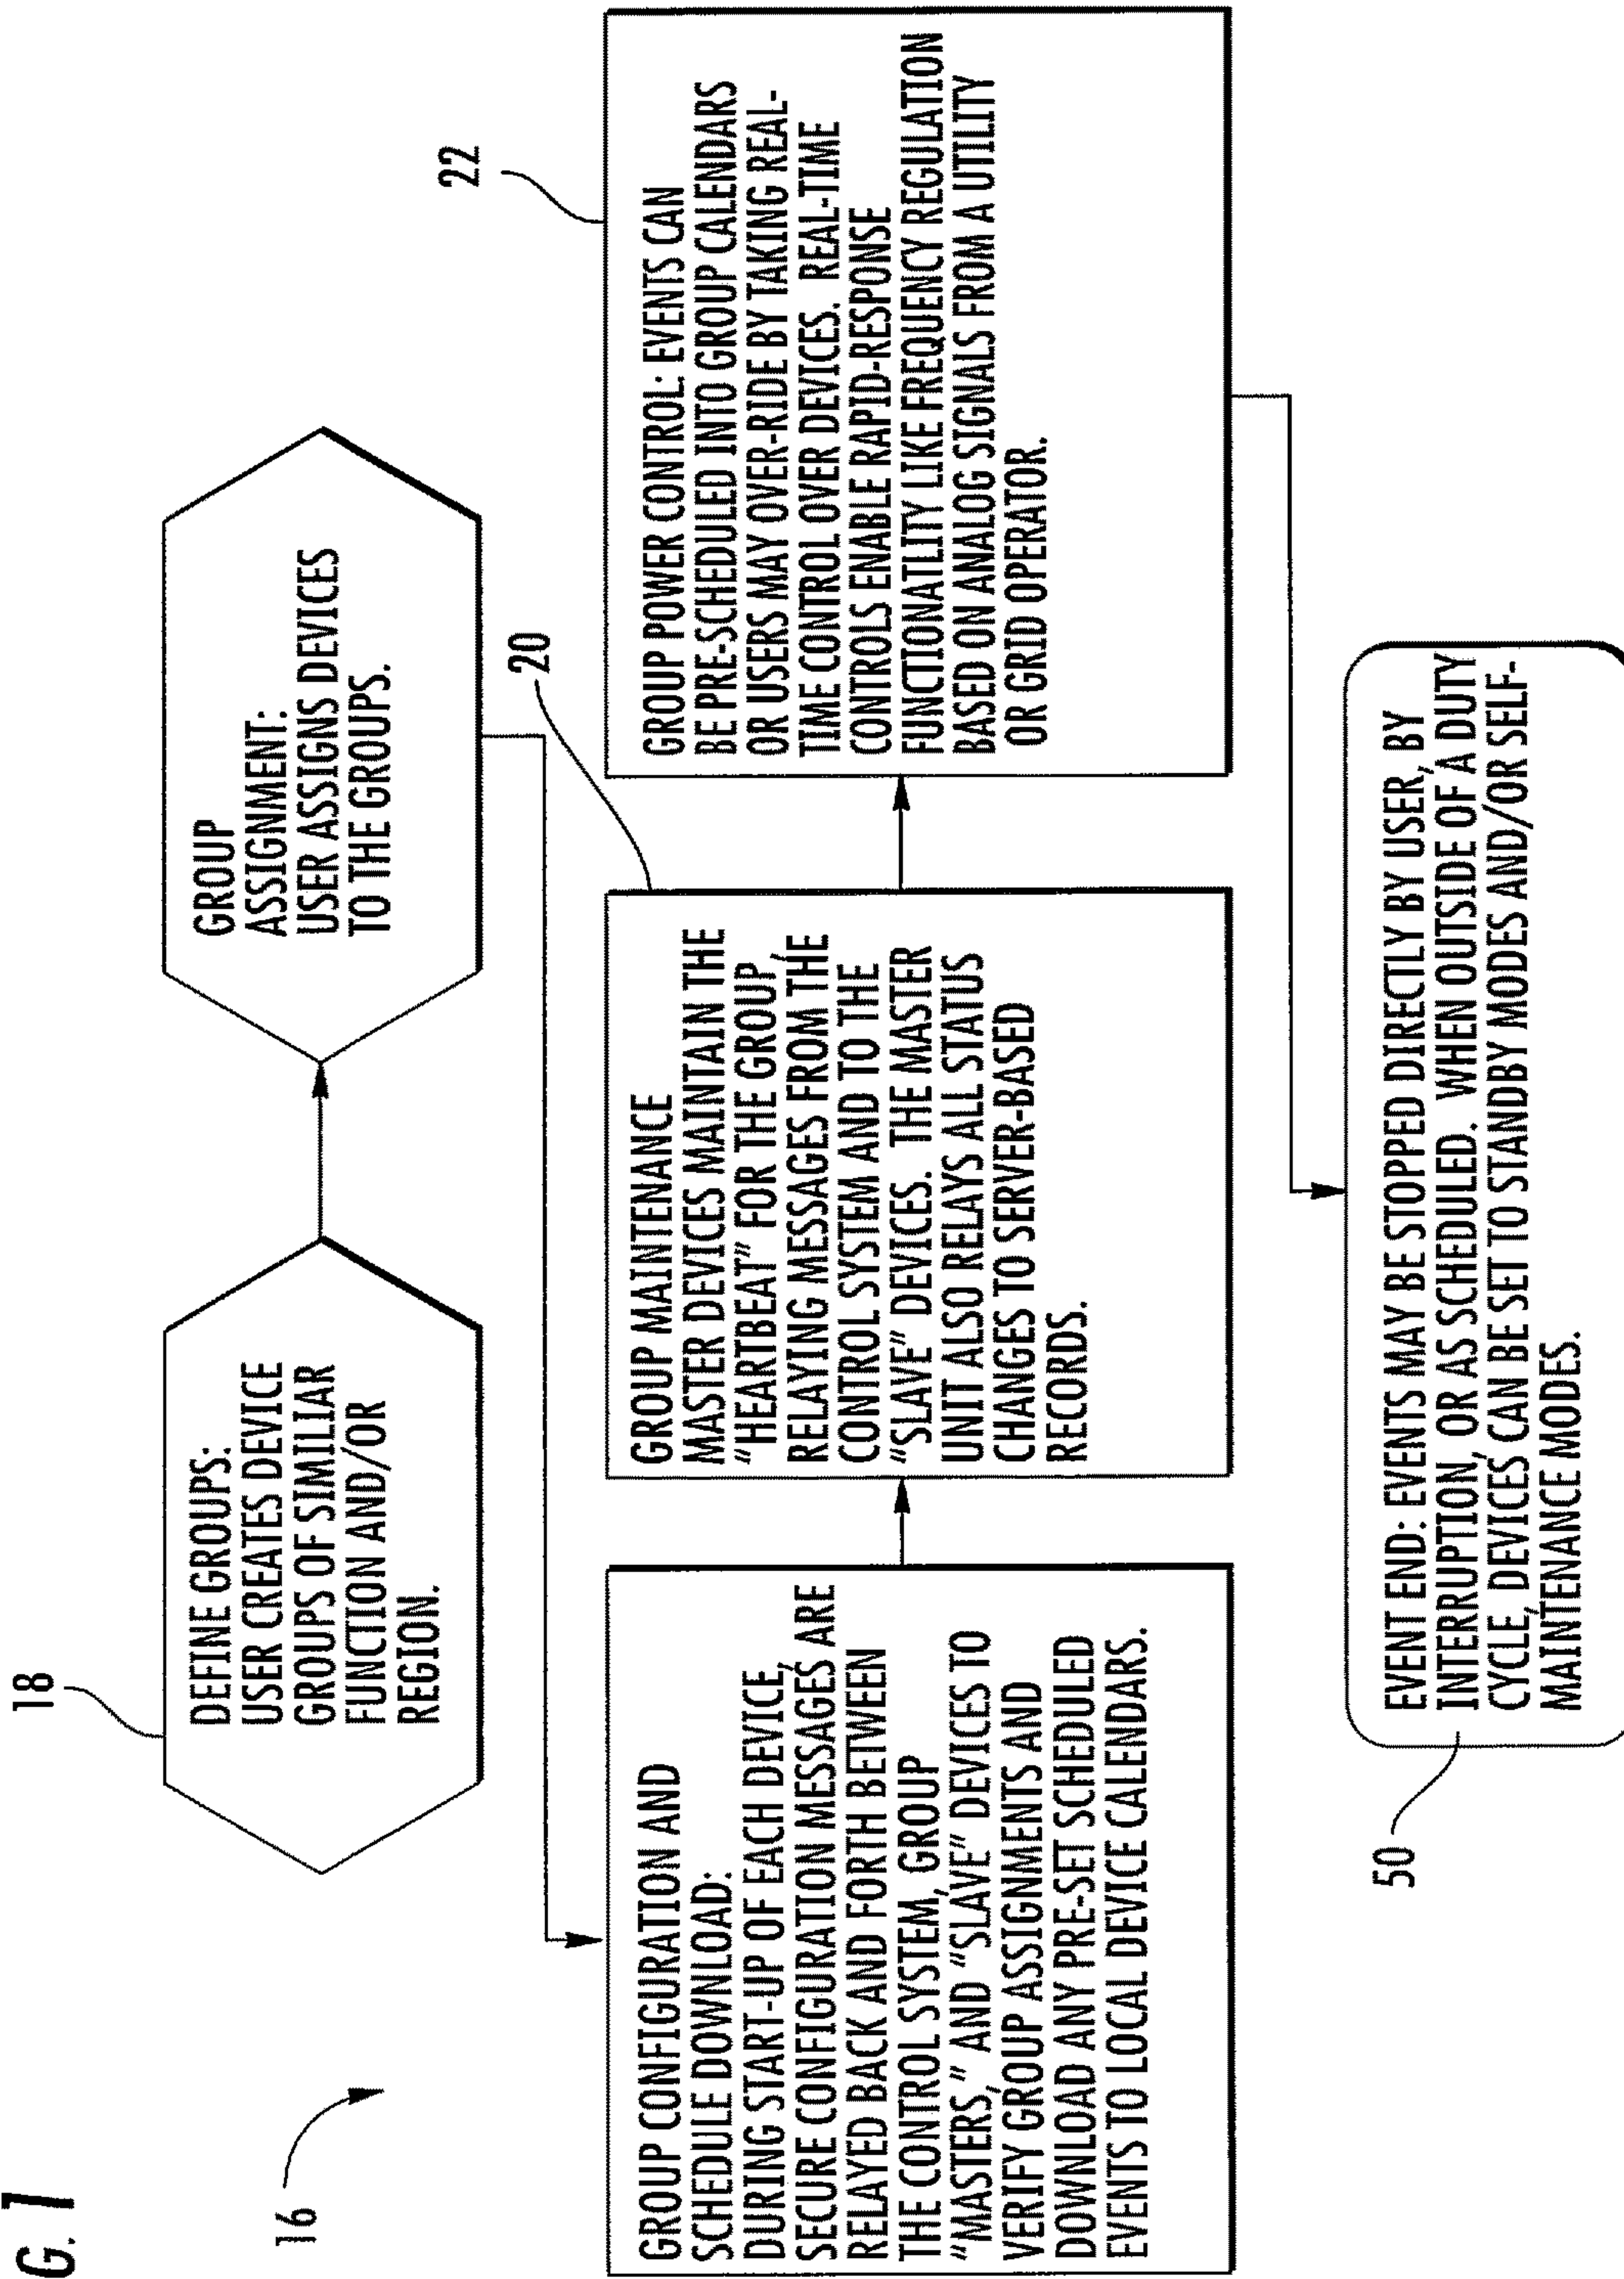 G. 1
16
18
DEFINE GROUPS:
USER CREATES DEVICE
GROUPS OF SIMILIAR
FUNCTION AND/OR
REGION.
GROUP
ASSIGNMENT:
USER ASSIGNS DEVICES
TO THE GROUPS.
GROUP CONFIGURATION AND
SCHEDULE DOWNLOAD:
DURING START-UP OF EACH DEVICE,
SECURE CONFIGURATION MESSAGES, ARE
RELAYED BACK AND FORTH BETWEEN
THE CONTROL SYSTEM, GROUP
“MASTERS,” AND “SLAVE” DEVICES TO
VERIFY GROUP ASSIGNMENTS AND
DOWNLOAD ANY PRE-SET SCHEDULED
EVENTS TO LOCAL DEVICE CALENDARS.
20
GROUP MAINTENANCE
MASTER DEVICES MAINTAIN THE
“HEARTBEAT” FOR THE GROUP,
RELAYING MESSAGES FROM THE
CONTROL SYSTEM AND TO THE
“SLAVE” DEVICES. THE MASTER
UNIT ALSO RELAYS ALL STATUS
CHANGES TO SERVER-BASED
RECORDS.
22
GROUP POWER CONTROL: EVENTS CAN
BE PRE-SCHEDULED INTO GROUP CALENDARS
OR USERS MAY OVER-RIDE BY TAKING REAL-
TIME CONTROL OVER DEVICES. REAL-TIME
CONTROLS ENABLE RAPID-RESPONSE
FUNCTIONATLITY LIKE FREQUENCY REGULATION
BASED ON ANALOG SIGNALS FROM A UTILITY
OR GRID OPERATOR.
50
EVENT END: EVENTS MAY BE STOPPED DIRECTLY BY USER, BY
INTERRUPTION, OR AS SCHEDULED. WHEN OUTSIDE OF A DUTY
CYCLE, DEVICES CAN BE SET TO STANDBY MODES AND/OR SELF-
MAINTENANCE MODES.